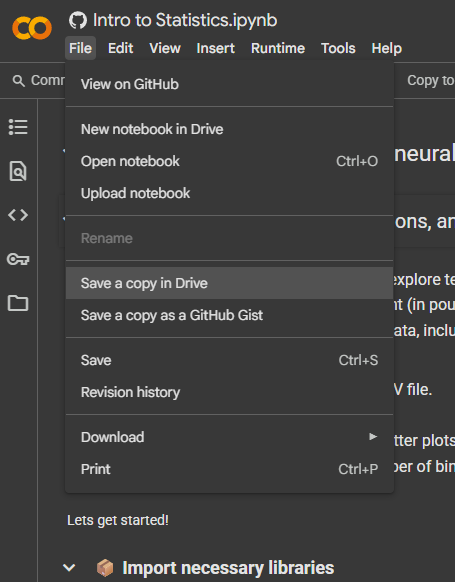 Intro to Statistics.ipynb
File Edit View Insert Runtime Tools Help
Copy to
View on GitHub
New notebook in Drive
Open notebook Ctrl+O
neural
Upload notebook
ons, an
Rename
Save a copy in Drive
explore te
Save a copy as a GitHub Gist
nt (in pou
ata, inclu
Save Ctrl+S
Revision history
V file.
Download
tter plots
Print Ctrl+P
ber of bin
Lets get started!
Import necessary libraries